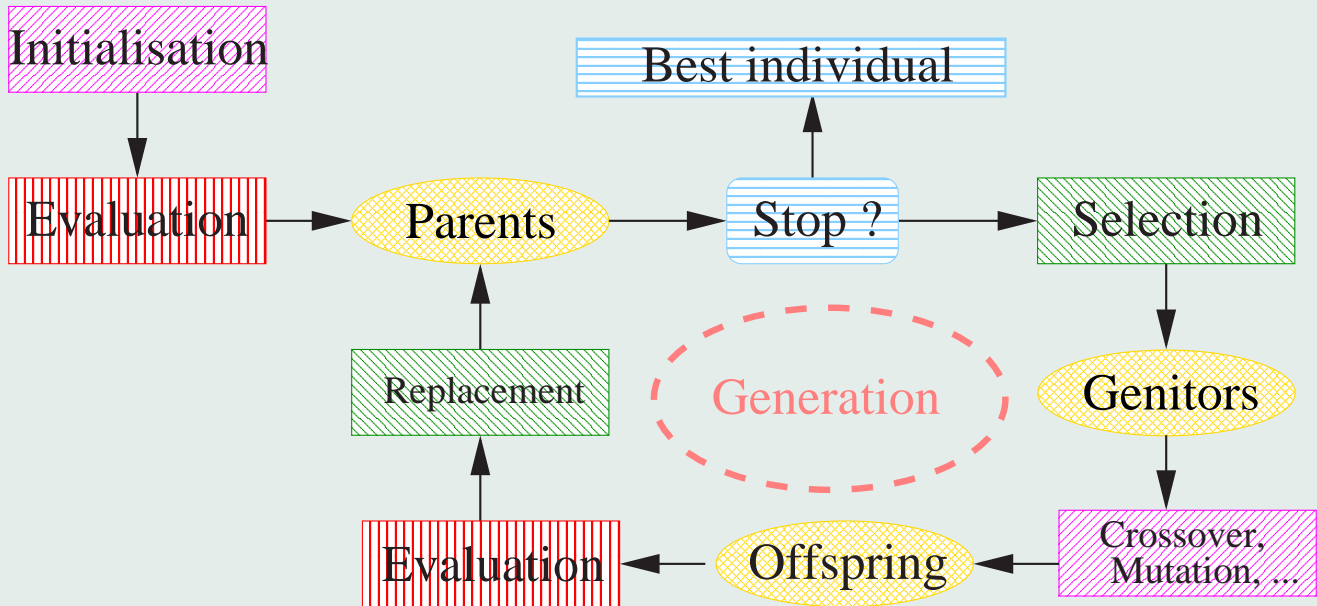 Initialisation
Best individual
Evaluation
Parents
Stop ?
Selection
Replacement
Generation
Genitors
Evaluation
Offspring
Crossover,
Mutation, ...